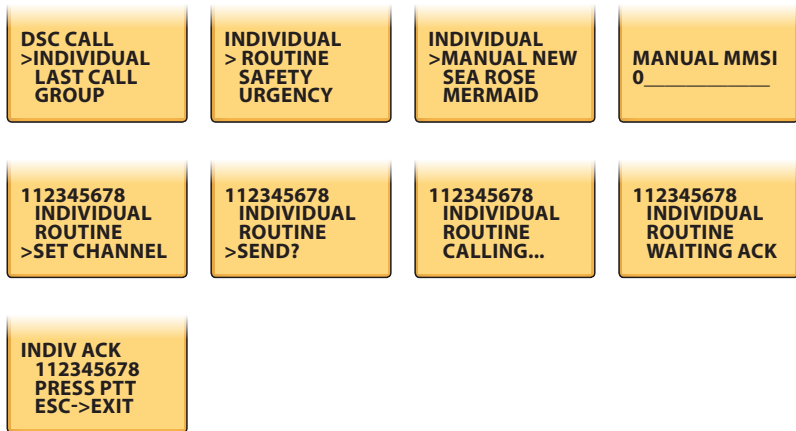 DSC CALL
>INDIVIDUAL
LAST CALL
GROUP
INDIVIDUAL
> ROUTINE
SAFETY
URGENCY
INDIVIDUAL
>MANUAL NEW
SEA ROSE
MERMAID
MANUAL MMSI
0____________
112345678
INDIVIDUAL
ROUTINE
>SET CHANNEL
112345678
INDIVIDUAL
ROUTINE
>SEND?
112345678
INDIVIDUAL
ROUTINE
CALLING...
112345678
INDIVIDUAL
ROUTINE
WAITING ACK
INDIV ACK
112345678
PRESS PTT
ESC->EXIT